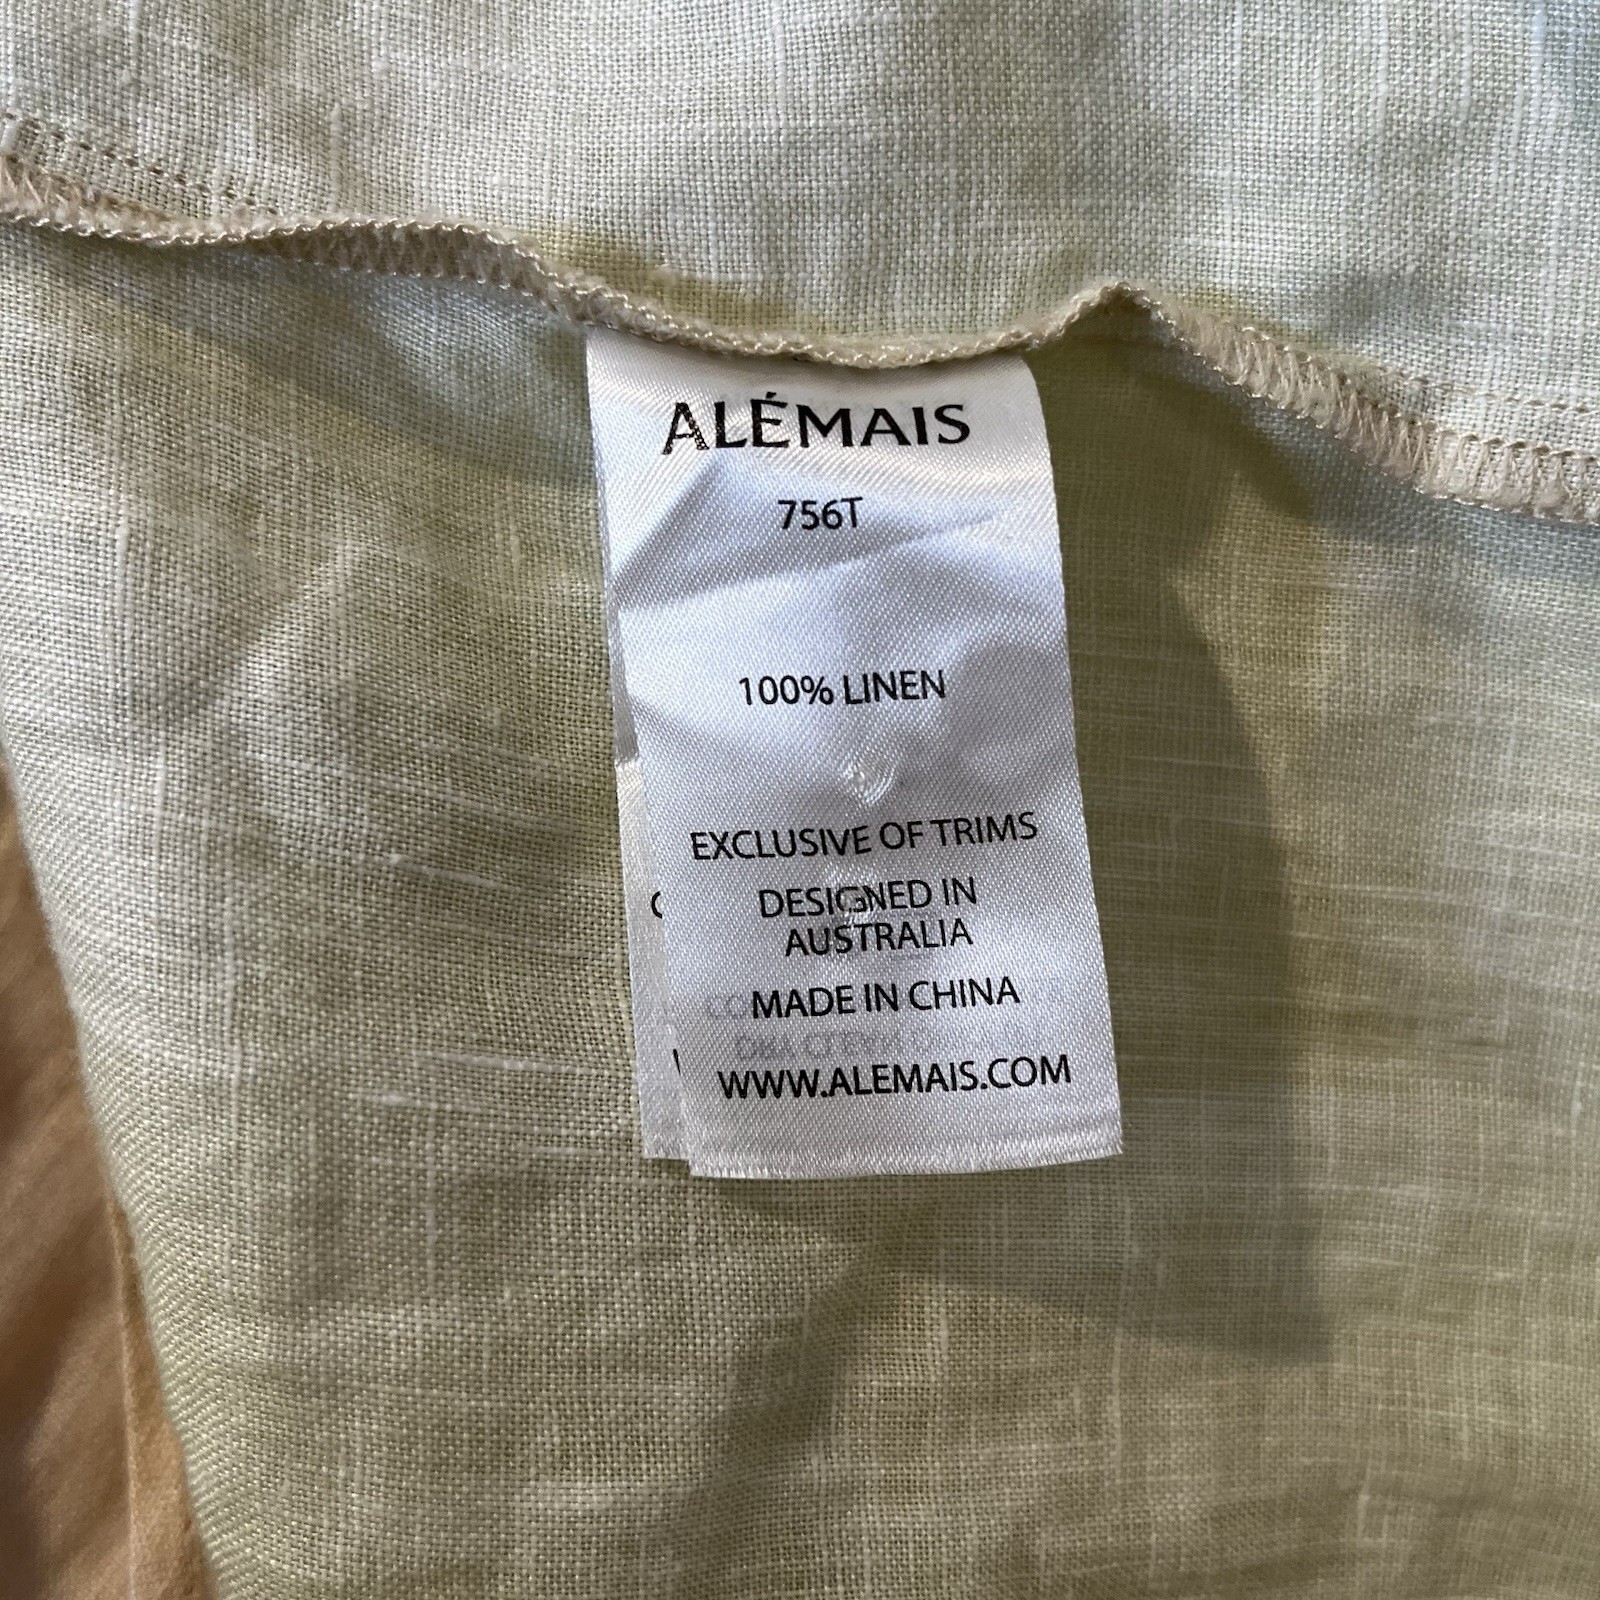 ALÉMAIS
756T
100% LINEN
EXCLUSIVE OF TRIMS
DESIGNED IN
AUSTRALIA
MADE IN CHINA
WWW.ALEMAIS.COM